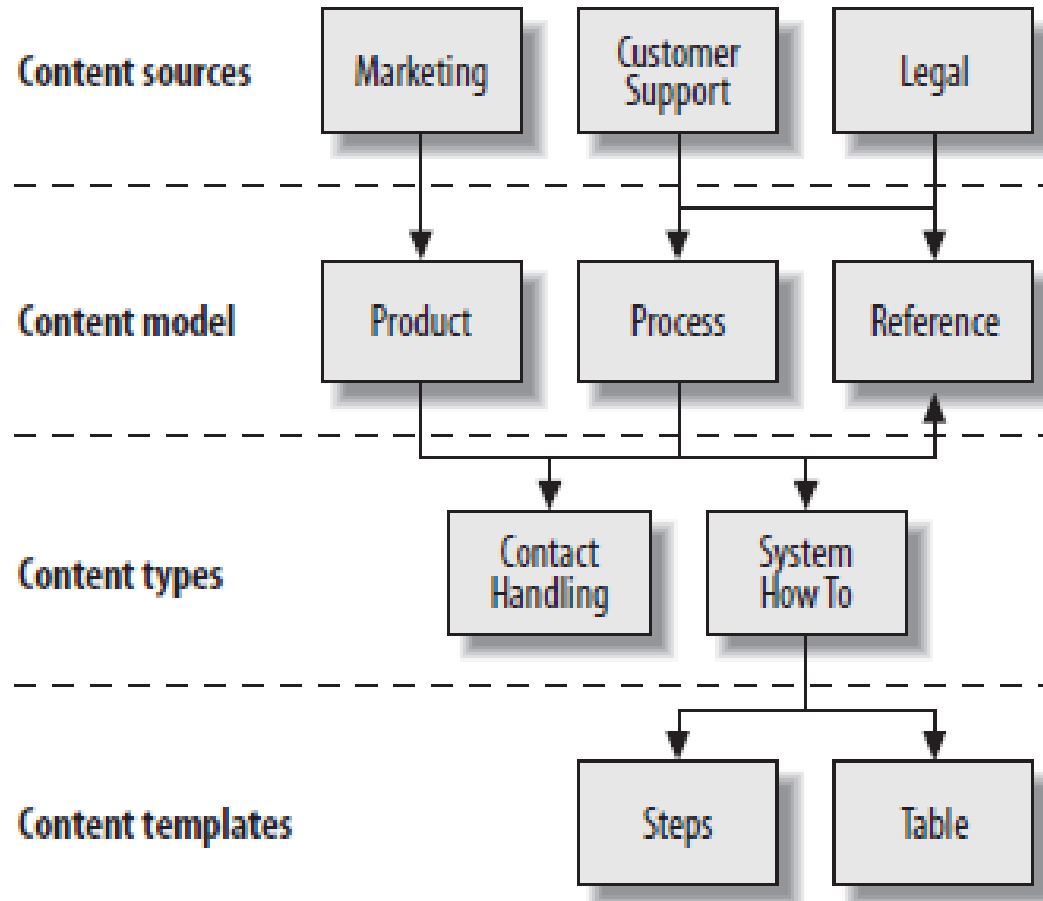 Content sources
Marketing
Customer
Support
Legal
Content model
Product
Process
Reference
Content types
Contact
Handling
System
How To
Content templates
Steps
Table